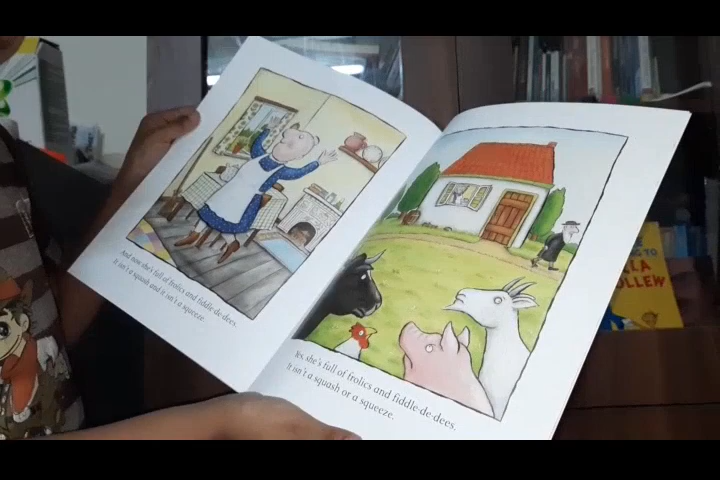 And now she's full of frolics and fiddle-de-dees.
It isn't a squash and it isn't a squeeze.
Yes, she's full of frolics and fiddle-de-dees.
It isn't a squash or a squeeze.